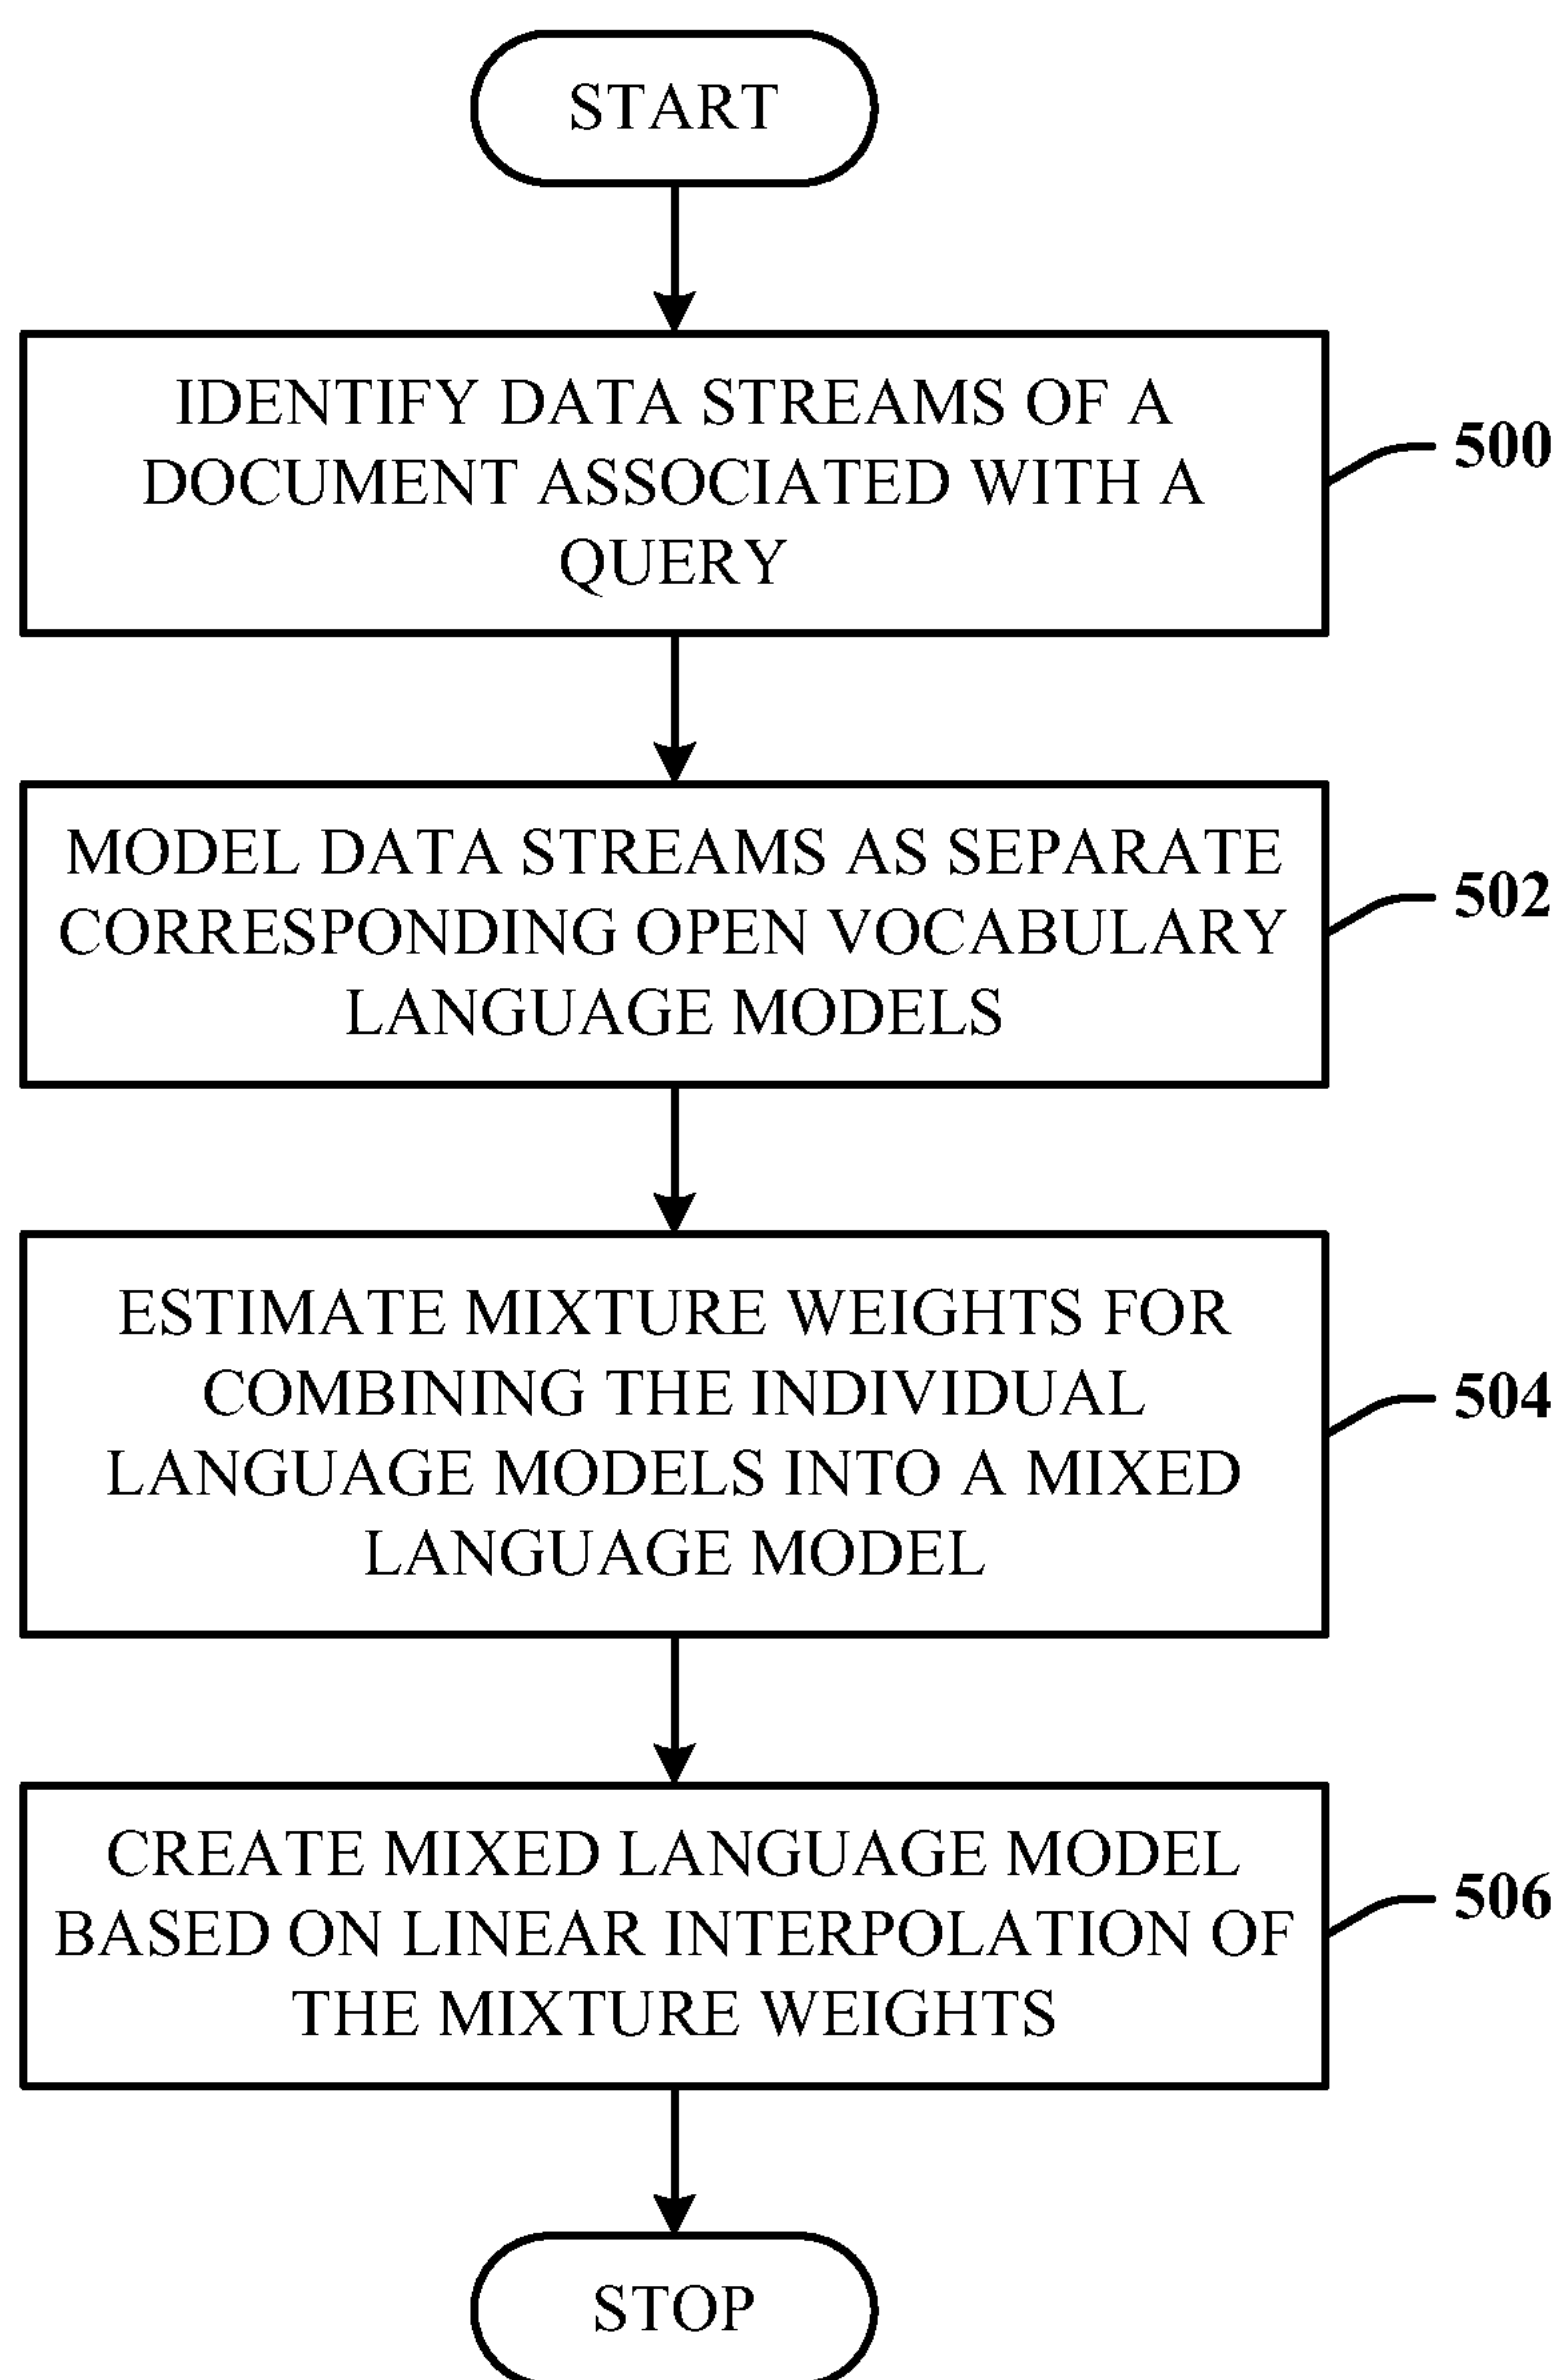 START
IDENTIFY DATA STREAMS OF A
DOCUMENT ASSOCIATED WITH A
QUERY
500
MODEL DATA STREAMS AS SEPARATE
CORRESPONDING OPEN VOCABULARY
LANGUAGE MODELS
502
ESTIMATE MIXTURE WEIGHTS FOR
COMBINING THE INDIVIDUAL
LANGUAGE MODELS INTO A MIXED
LANGUAGE MODEL
504
CREATE MIXED LANGUAGE MODEL
BASED ON LINEAR INTERPOLATION OF
THE MIXTURE WEIGHTS
506
STOP